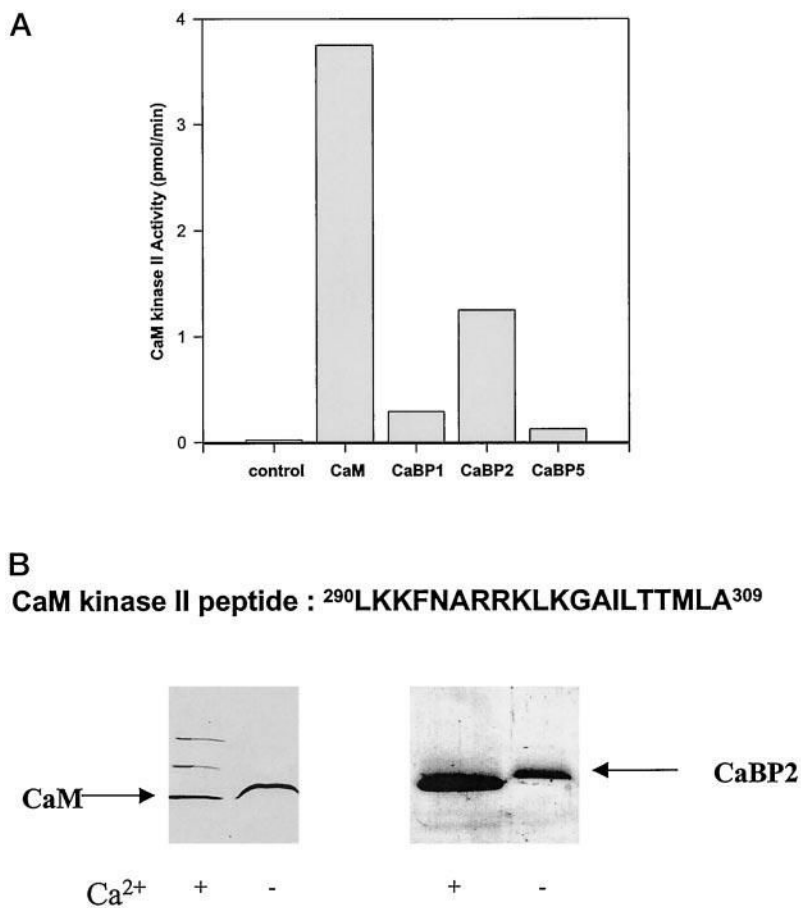 A
4
3
2
1
0
CaM kinase II Activity (pmol/min)
control CaM CaBP1 CaBP2 CaBP5
B
CaM kinase II peptide : ²⁹⁰LKKFNARRKLKGAILTTMLA³⁰⁹
CaM CaBP2
Ca²⁺ + - + -